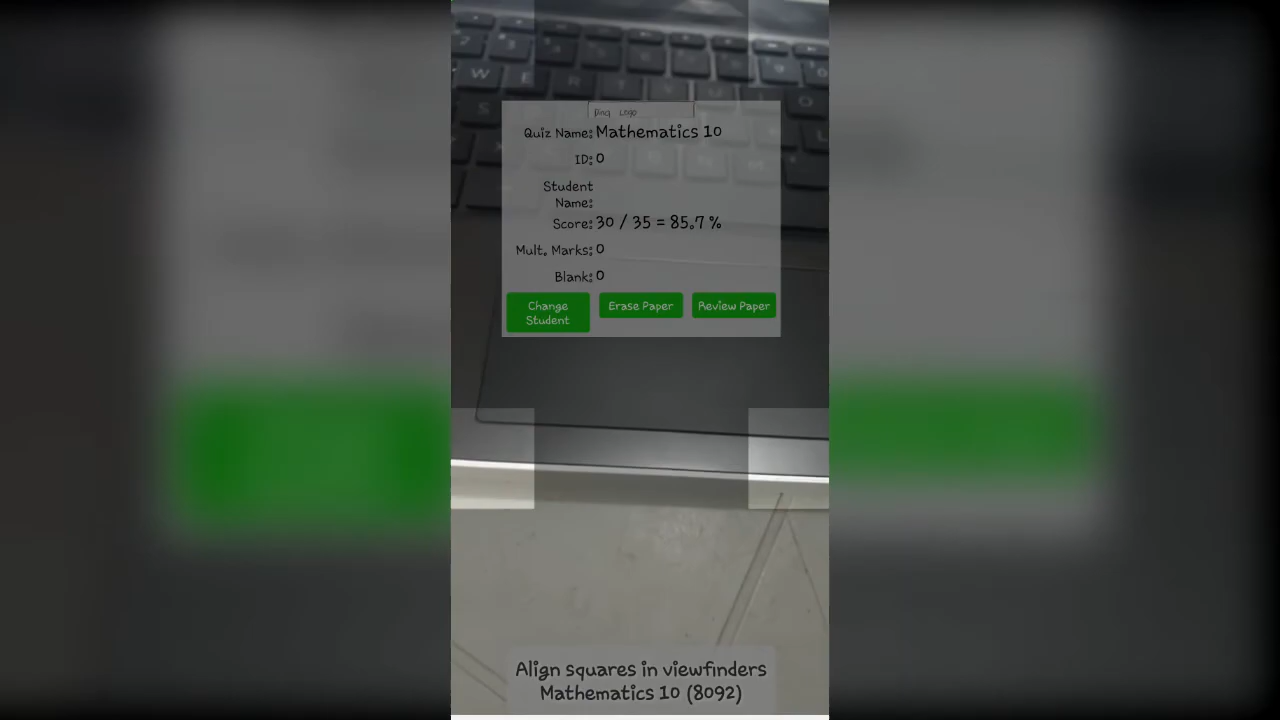 Quiz Name: Mathematics 10
ID: 0
Student
Name:
Score: 30 / 35 = 85.7 %
Mult. Marks: 0
Blank: 0
Change
Student
Erase Paper
Review Paper
Align squares in viewfinders
Mathematics 10 (8092)